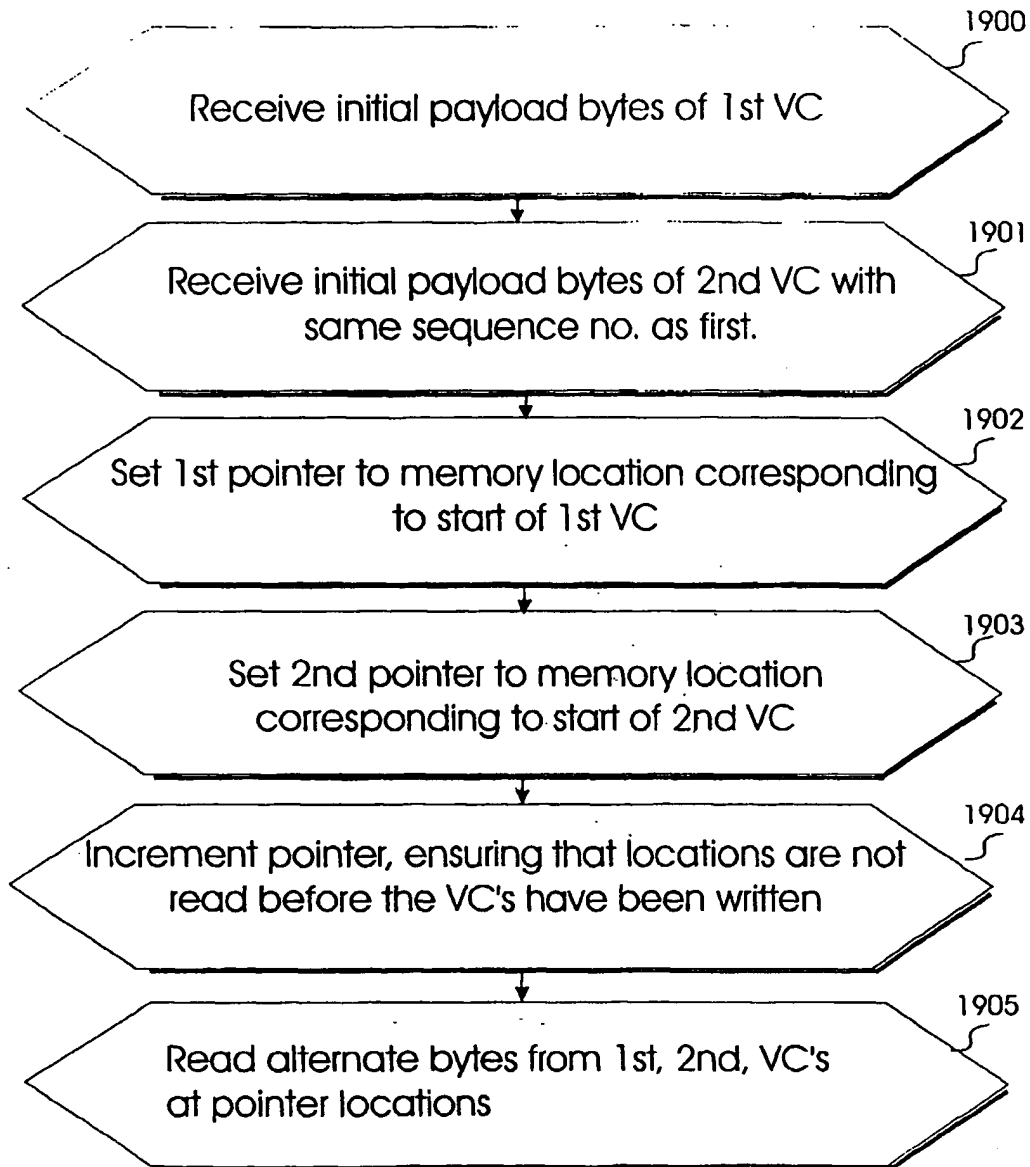 1900
Receive initial payload bytes of 1st VC
1901
Receive initial payload bytes of 2nd VC with
same sequence no. as first.
1902
Set 1st pointer to memory location corresponding
to start of 1st VC
1903
Set 2nd pointer to memory location
corresponding to start of 2nd VC
1904
Increment pointer, ensuring that locations are not
read before the VC's have been written
1905
Read alternate bytes from 1st, 2nd, VC's
at pointer locations